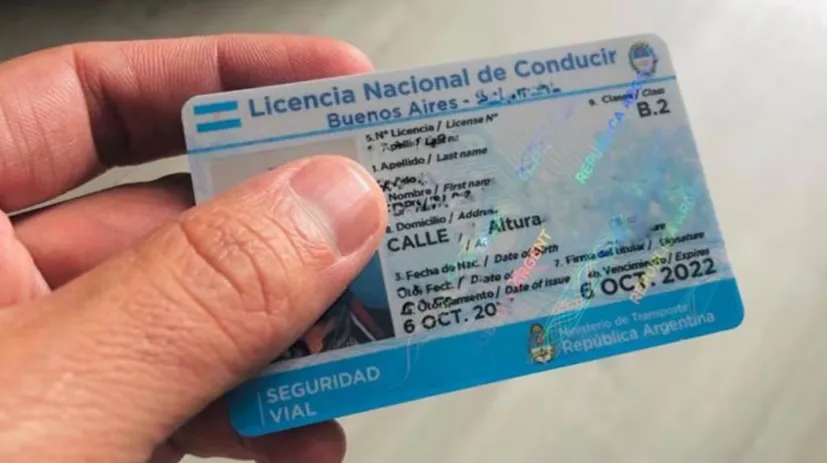 Licencia Nacional de Conducir
Buenos Aires -
9. Clases / Class
B.2
5. Nº Licencia / License Nº
1. Apellido / Last name
Nombre / First name
8. Domicilio / Address
CALLE / Altura
3. Fecha de Nac. / Date of Birth
7. Firma del titular / Signature
Otorgamiento / Date of Issue
4b. Vencimiento / Expires
6 OCT. 20
6 OCT. 2022
REPUBLICA
Ministerio de Transporte
República Argentina
SEGURIDAD
VIAL